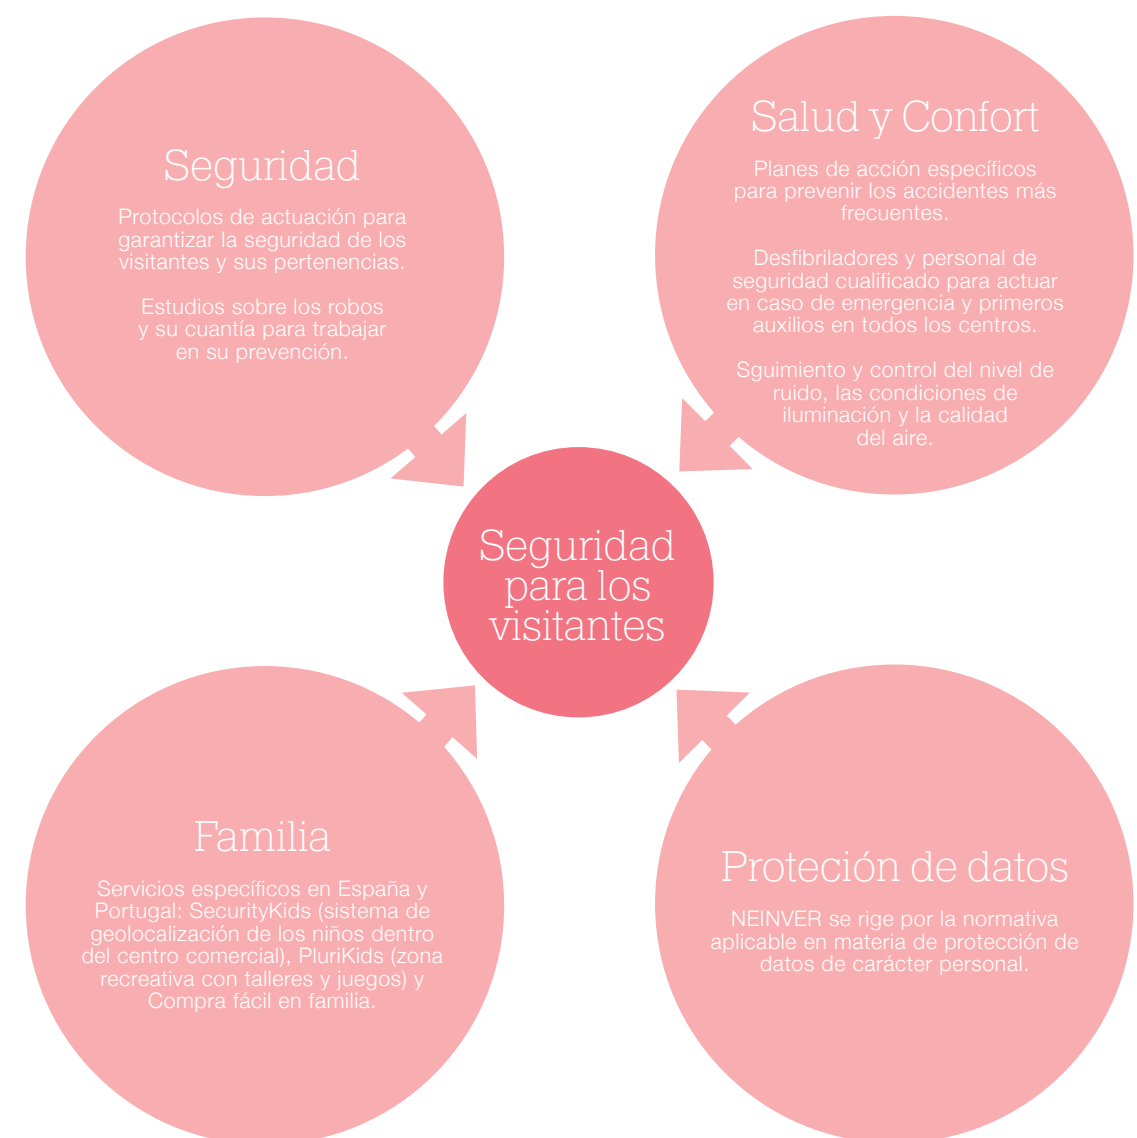 Seguridad
Protocolos de actuación para
garantizar la seguridad de los
visitantes y sus pertenencias.
Estudios sobre los robos
y su cuantía para trabajar
en su prevención.
Salud y Confort
Planes de acción específicos
para prevenir los accidentes más
frecuentes.
Desfibriladores y personal de
seguridad cualificado para actuar
en caso de emergencia y primeros
auxilios en todos los centros.
Sguimiento y control del nivel de
ruido, las condiciones de
iluminación y la calidad
del aire.
Seguridad
para los
visitantes
Familia
Servicios específicos en España y
Portugal: SecurityKids (sistema de
geolocalización de los niños dentro
del centro comercial), PluriKids (zona
recreativa con talleres y juegos) y
Compra fácil en familia.
Proteción de datos
NEINVER se rige por la normativa
aplicable en materia de protección de
datos de carácter personal.